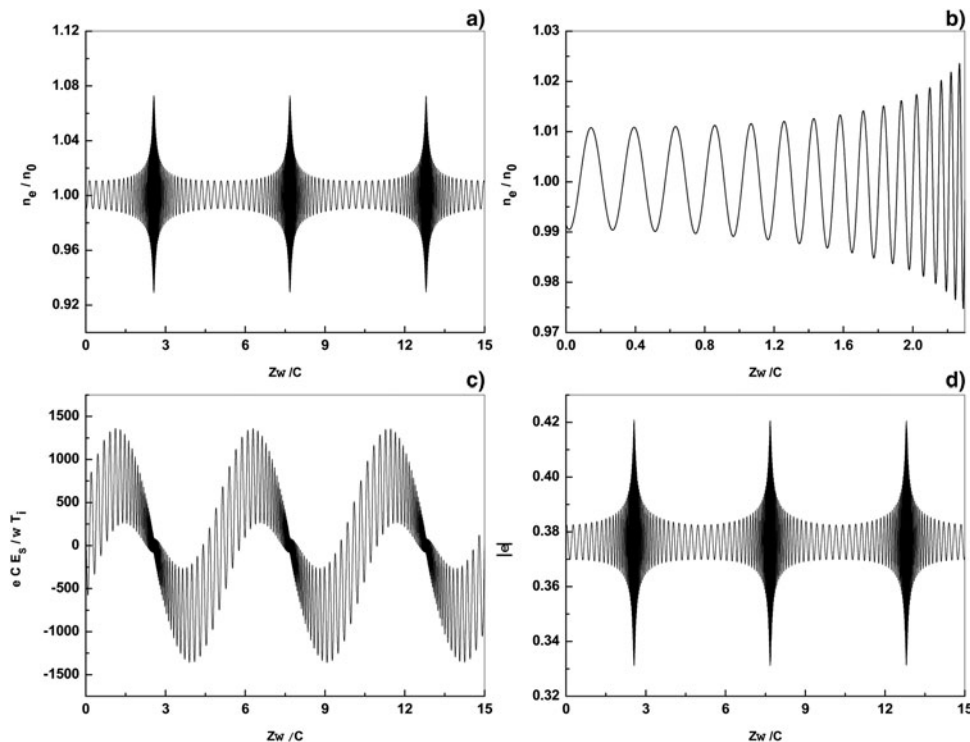 a)
1.12
1.08
1.04
1.00
0.96
0.92
n_e / n_0
0 3 6 9 12 15
Zw /C
b)
1.03
1.02
1.01
1.00
0.99
0.98
0.97
n_e / n_0
0.0 0.4 0.8 1.2 1.6 2.0
Zw /C
c)
1500
1000
500
0
-500
-1000
-1500
e C E_S / w T_i
0 3 6 9 12 15
Zw /C
d)
0.42
0.40
0.38
0.36
0.34
0.32
|e|
0 3 6 9 12 15
Zw /C